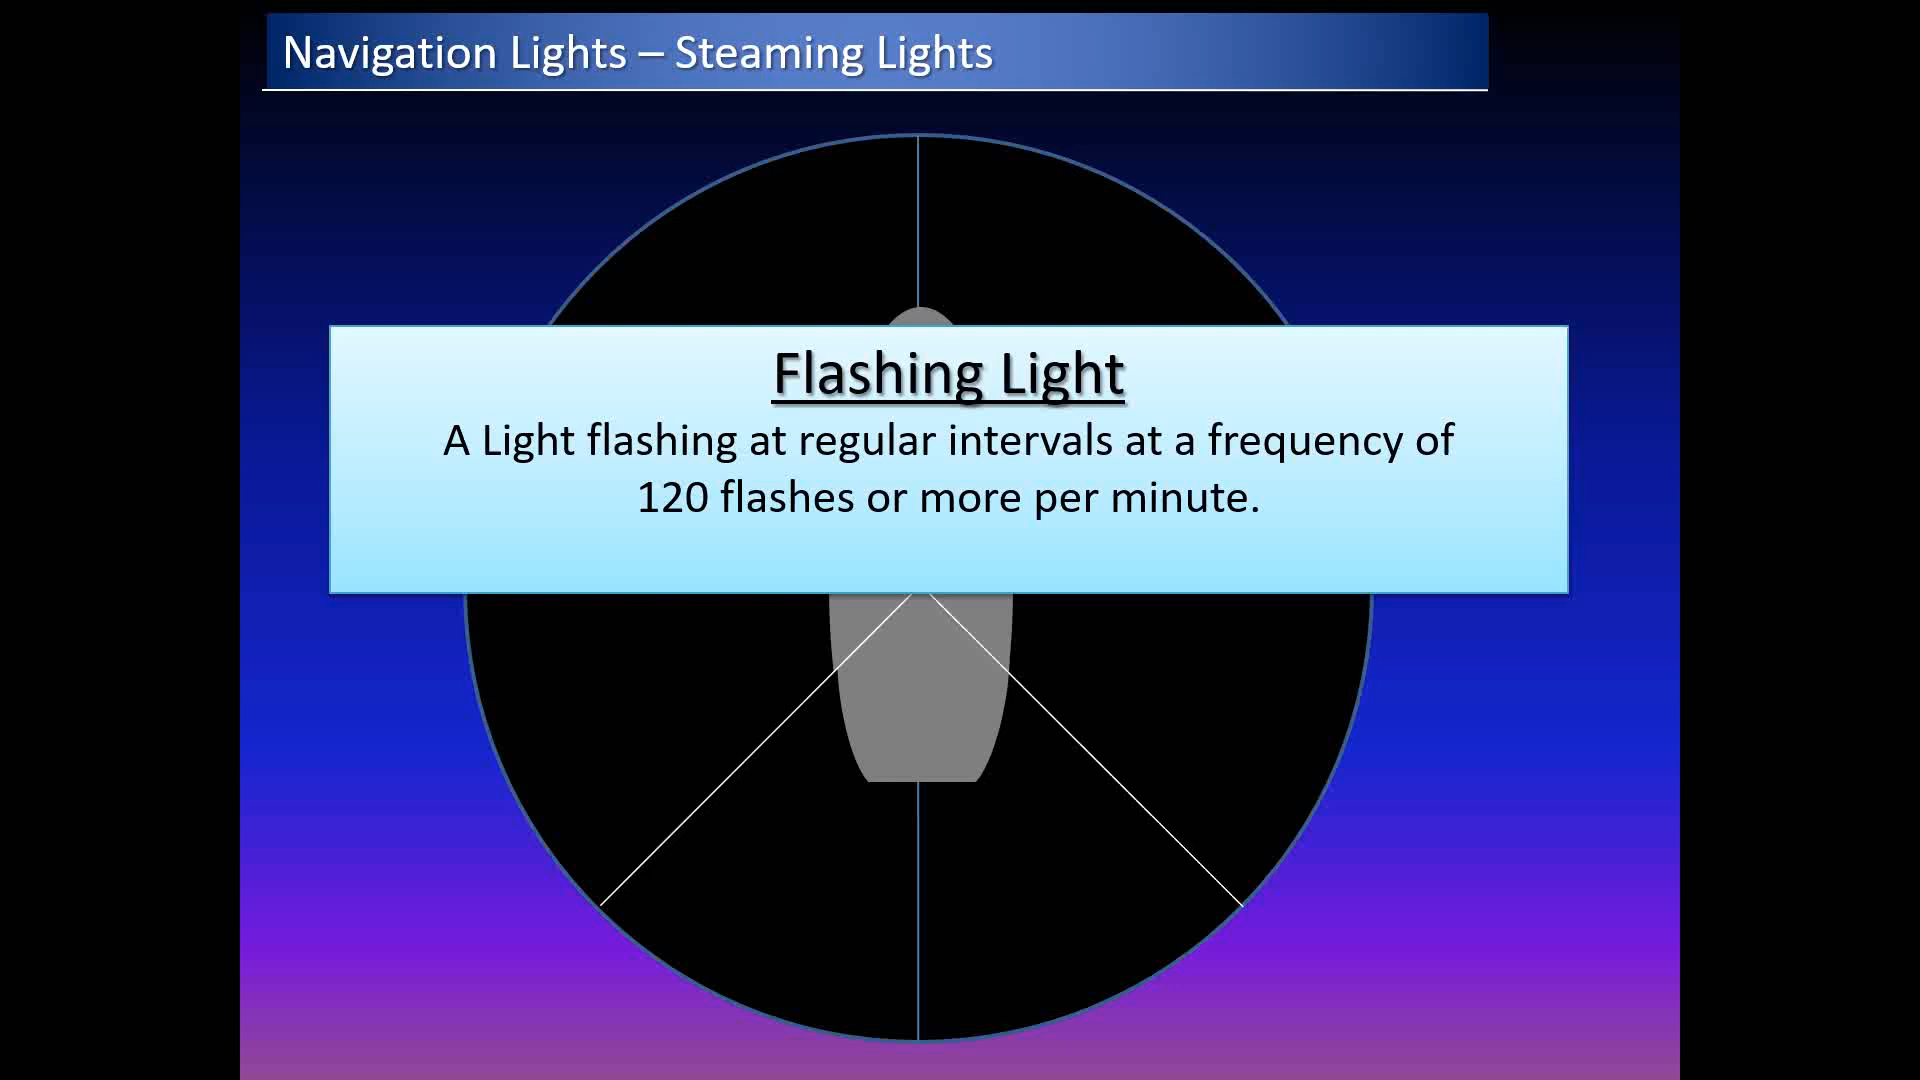 Navigation Lights – Steaming Lights
Flashing Light
A Light flashing at regular intervals at a frequency of
120 flashes or more per minute.